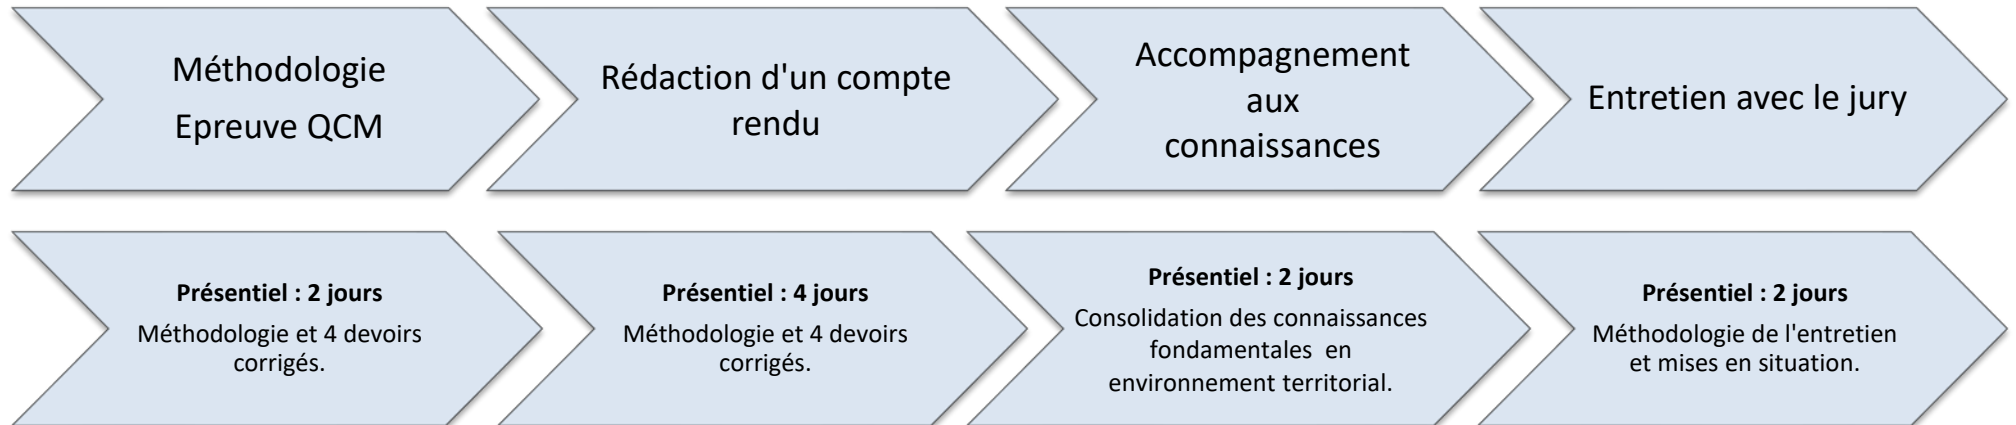 Méthodologie
Epreuve QCM
Rédaction d'un compte
rendu
Accompagnement
aux
connaissances
Entretien avec le jury
Présentiel : 2 jours
Méthodologie et 4 devoirs
corrigés.
Présentiel : 4 jours
Méthodologie et 4 devoirs
corrigés.
Présentiel : 2 jours
Consolidation des connaissances
fondamentales en
environnement territorial.
Présentiel : 2 jours
Méthodologie de l'entretien
et mises en situation.